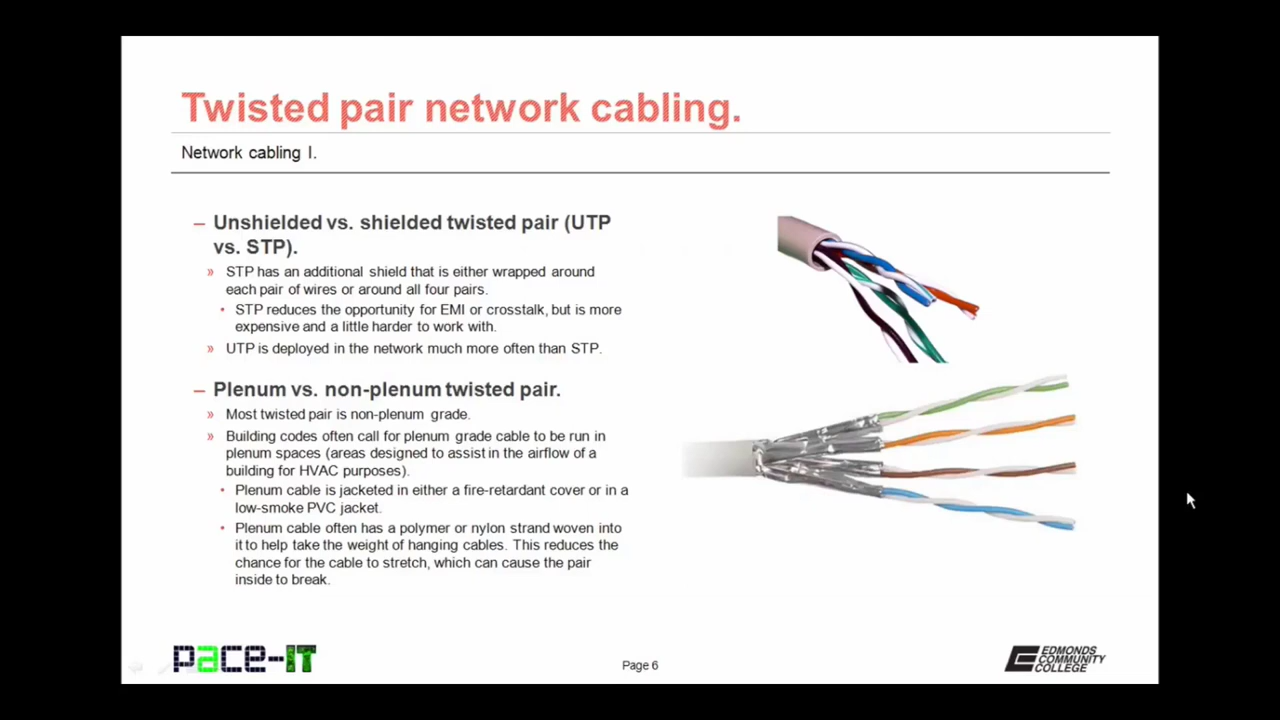 Twisted pair network cabling.
Network cabling I.
– Unshielded vs. shielded twisted pair (UTP
vs. STP).
» STP has an additional shield that is either wrapped around
each pair of wires or around all four pairs.
• STP reduces the opportunity for EMI or crosstalk, but is more
expensive and a little harder to work with.
» UTP is deployed in the network much more often than STP.
– Plenum vs. non-plenum twisted pair.
» Most twisted pair is non-plenum grade.
» Building codes often call for plenum grade cable to be run in
plenum spaces (areas designed to assist in the airflow of a
building for HVAC purposes).
• Plenum cable is jacketed in either a fire-retardant cover or in a
low-smoke PVC jacket.
• Plenum cable often has a polymer or nylon strand woven into
it to help take the weight of hanging cables. This reduces the
chance for the cable to stretch, which can cause the pair
inside to break.
pace-IT
Page 6
EDMONDS
COMMUNITY
COLLEGE